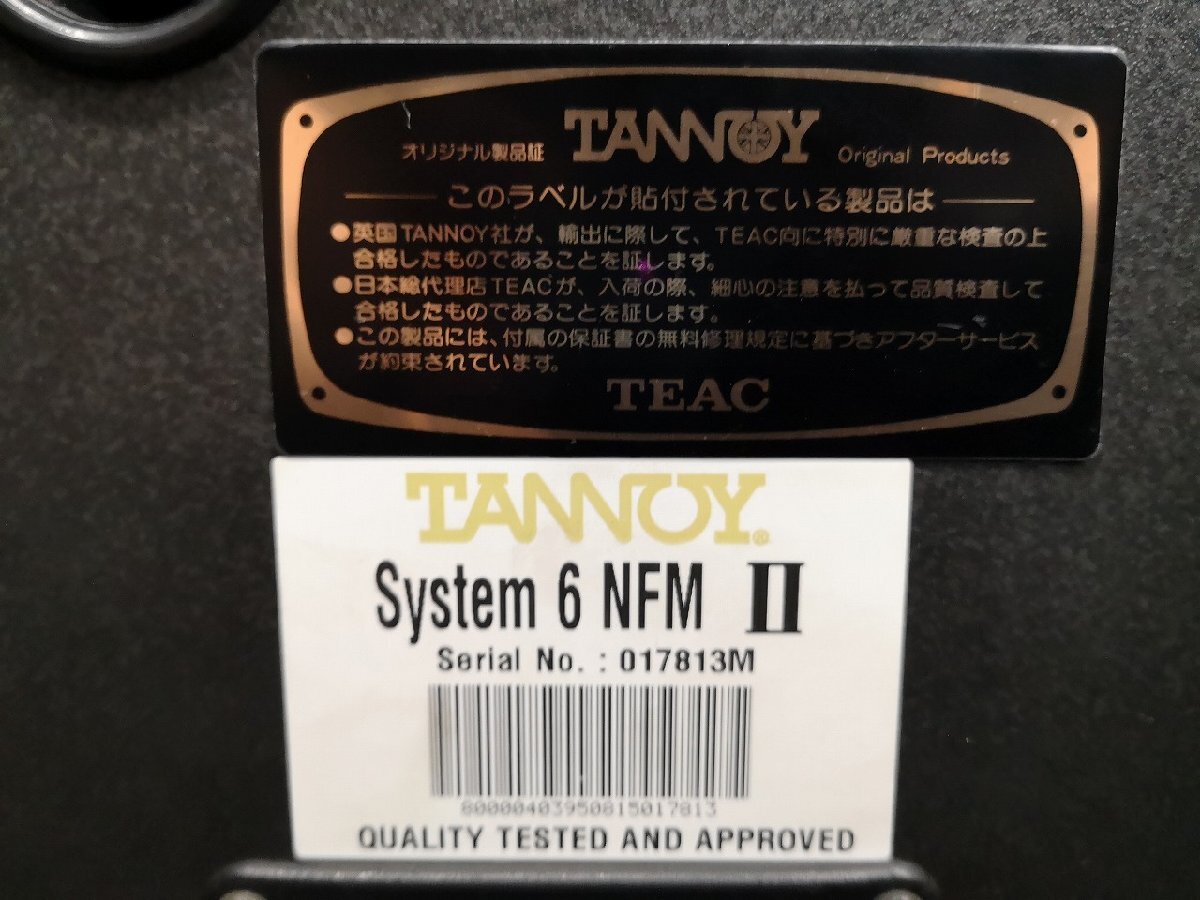 オリジナル製品証 TANNOY Original Products
このラベルが貼付されている製品は
●英国TANNOY社が、輸出に際して、TEAC向に特別に厳重な検査の上
合格したものであることを証します。
●日本総代理店TEACが、入荷の際、細心の注意を払って品質検査して
合格したものであることを証します。
●この製品には、付属の保証書の無料修理規定に基づきアフターサービス
が約束されています。
TEAC
TANNOY®
System 6 NFM II
Serial No. : 017813M
80000403950815017813
QUALITY TESTED AND APPROVED